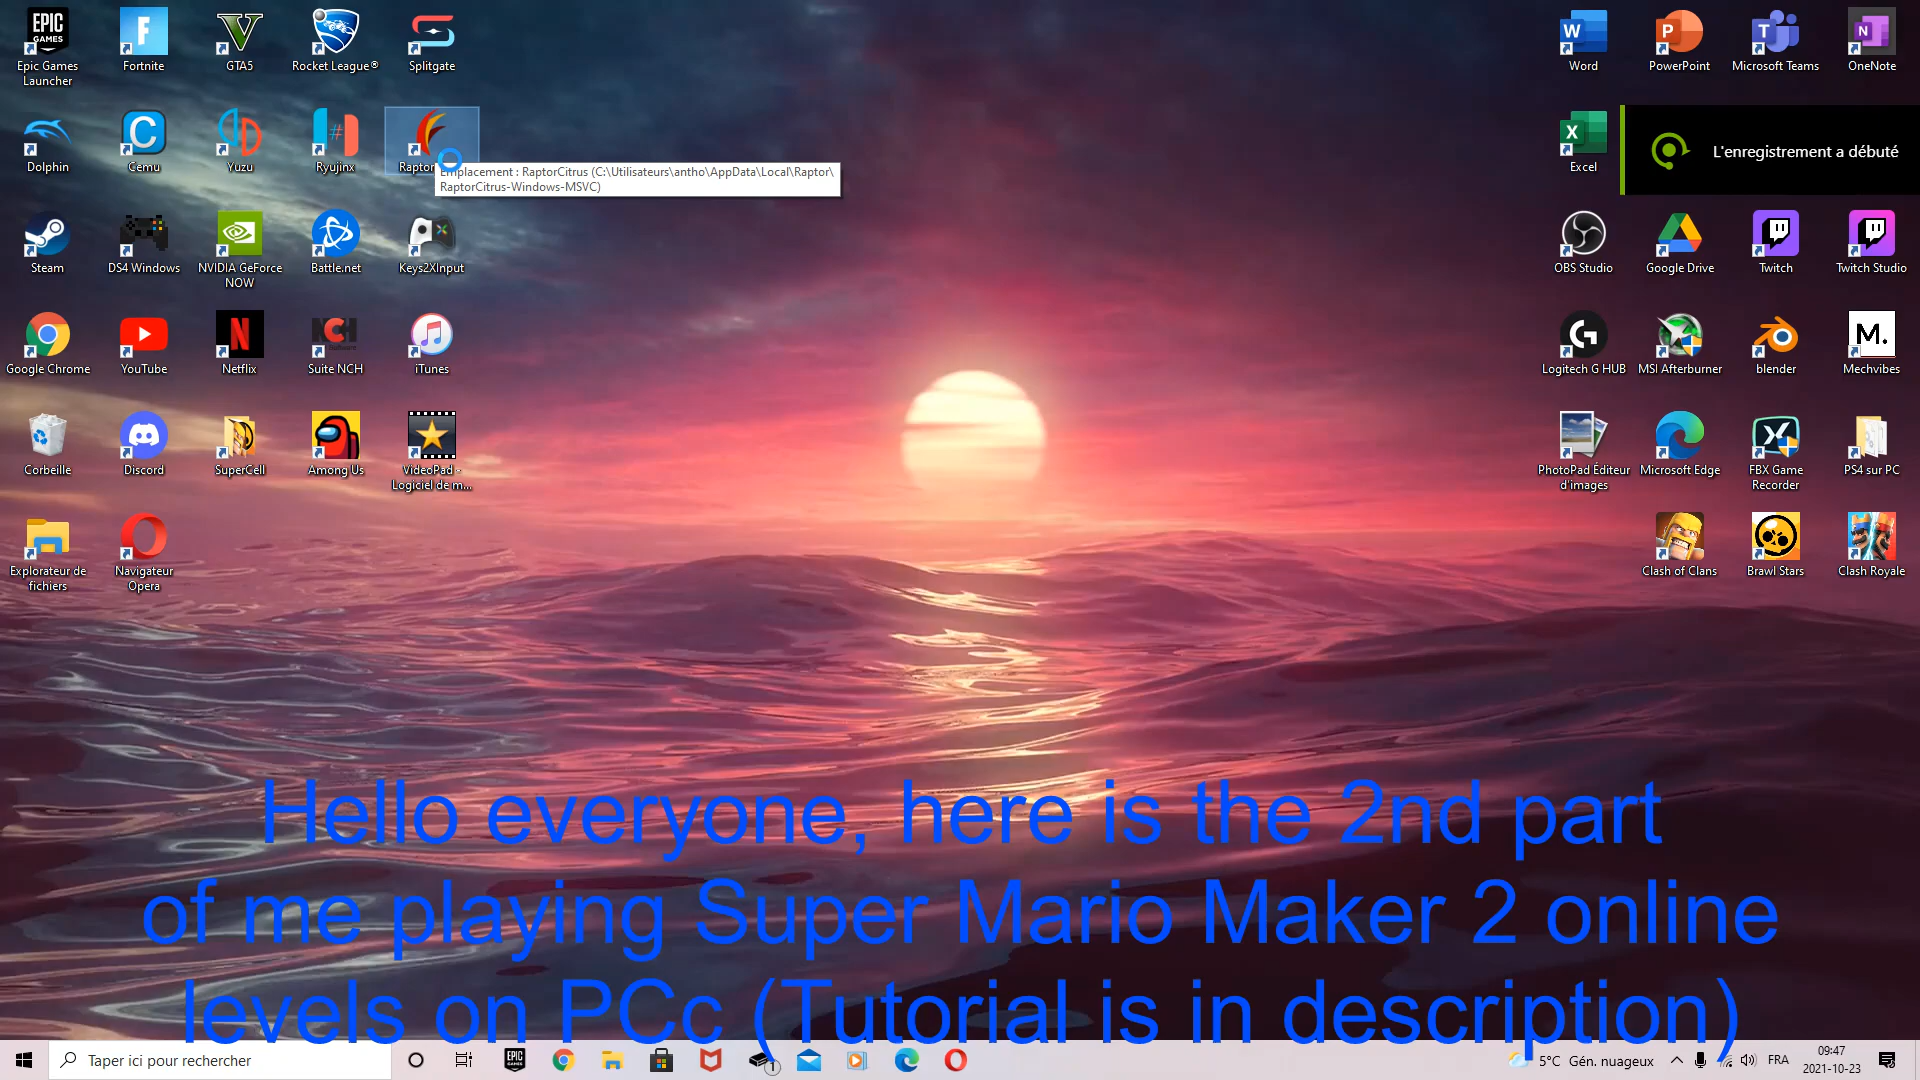 EPIC
GAMES
Epic Games
Launcher
Fortnite
GTA5
Rocket League®
Splitgate
Dolphin
Cemu
Yuzu
Ryujinx
Raptor
Emplacement : RaptorCitrus (C:\Utilisateurs\antho\AppData\Local\Raptor\
RaptorCitrus-Windows-MSVC)
Steam
DS4 Windows
NVIDIA GeForce
NOW
Battle.net
Keys2XInput
Google Chrome
YouTube
Netflix
NCH
Suite NCH
iTunes
Corbeille
Discord
SuperCell
Among Us
VideoPad -
Logiciel de m...
Explorateur de
fichiers
Navigateur
Opera
Word
PowerPoint
Microsoft Teams
OneNote
Excel
L'enregistrement a débuté
OBS Studio
Google Drive
Twitch
Twitch Studio
Logitech G HUB
MSI Afterburner
blender
M.
Mechvibes
PhotoPad Éditeur
d'images
Microsoft Edge
FBX Game
Recorder
PS4 sur PC
Clash of Clans
Brawl Stars
Clash Royale
Hello everyone, here is the 2nd part
of me playing Super Mario Maker 2 online
levels on PCc (Tutorial is in description)
Taper ici pour rechercher
EPIC
1
5°C Gén. nuageux
FRA
09:47
2021-10-23